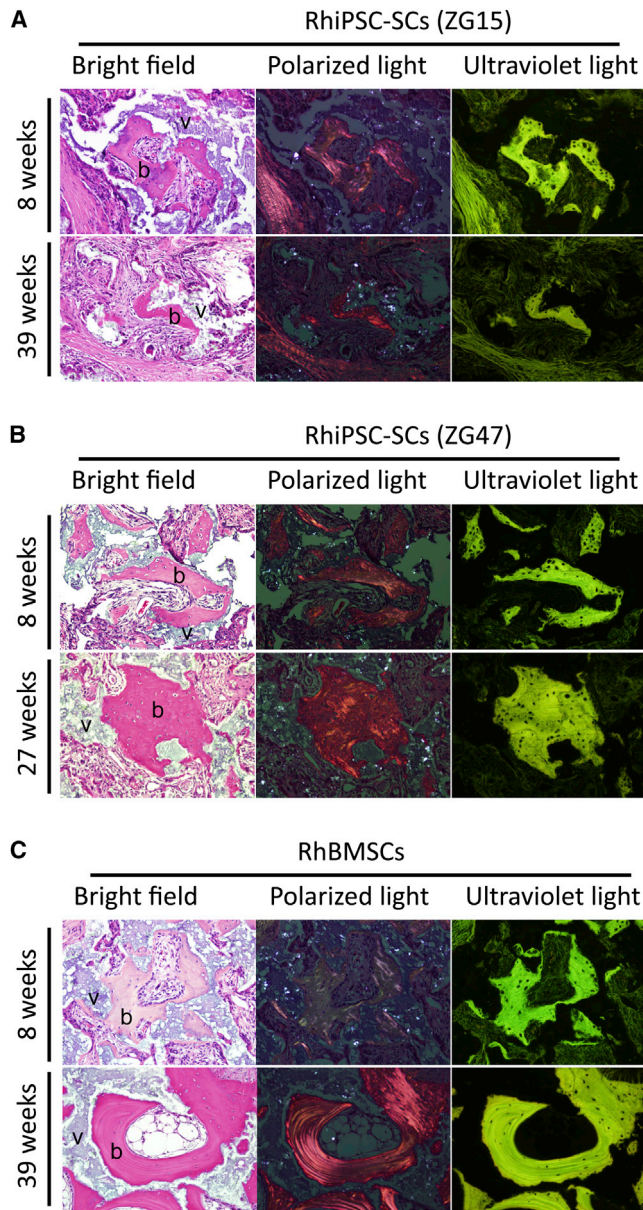 A
RhiPSC-SCs (ZG15)
Bright field Polarized light Ultraviolet light
8 weeks
v
b
39 weeks
v
b
B
RhiPSC-SCs (ZG47)
Bright field Polarized light Ultraviolet light
8 weeks
b
v
27 weeks
b
v
C
RhBMSCs
Bright field Polarized light Ultraviolet light
8 weeks
v
b
39 weeks
v
b